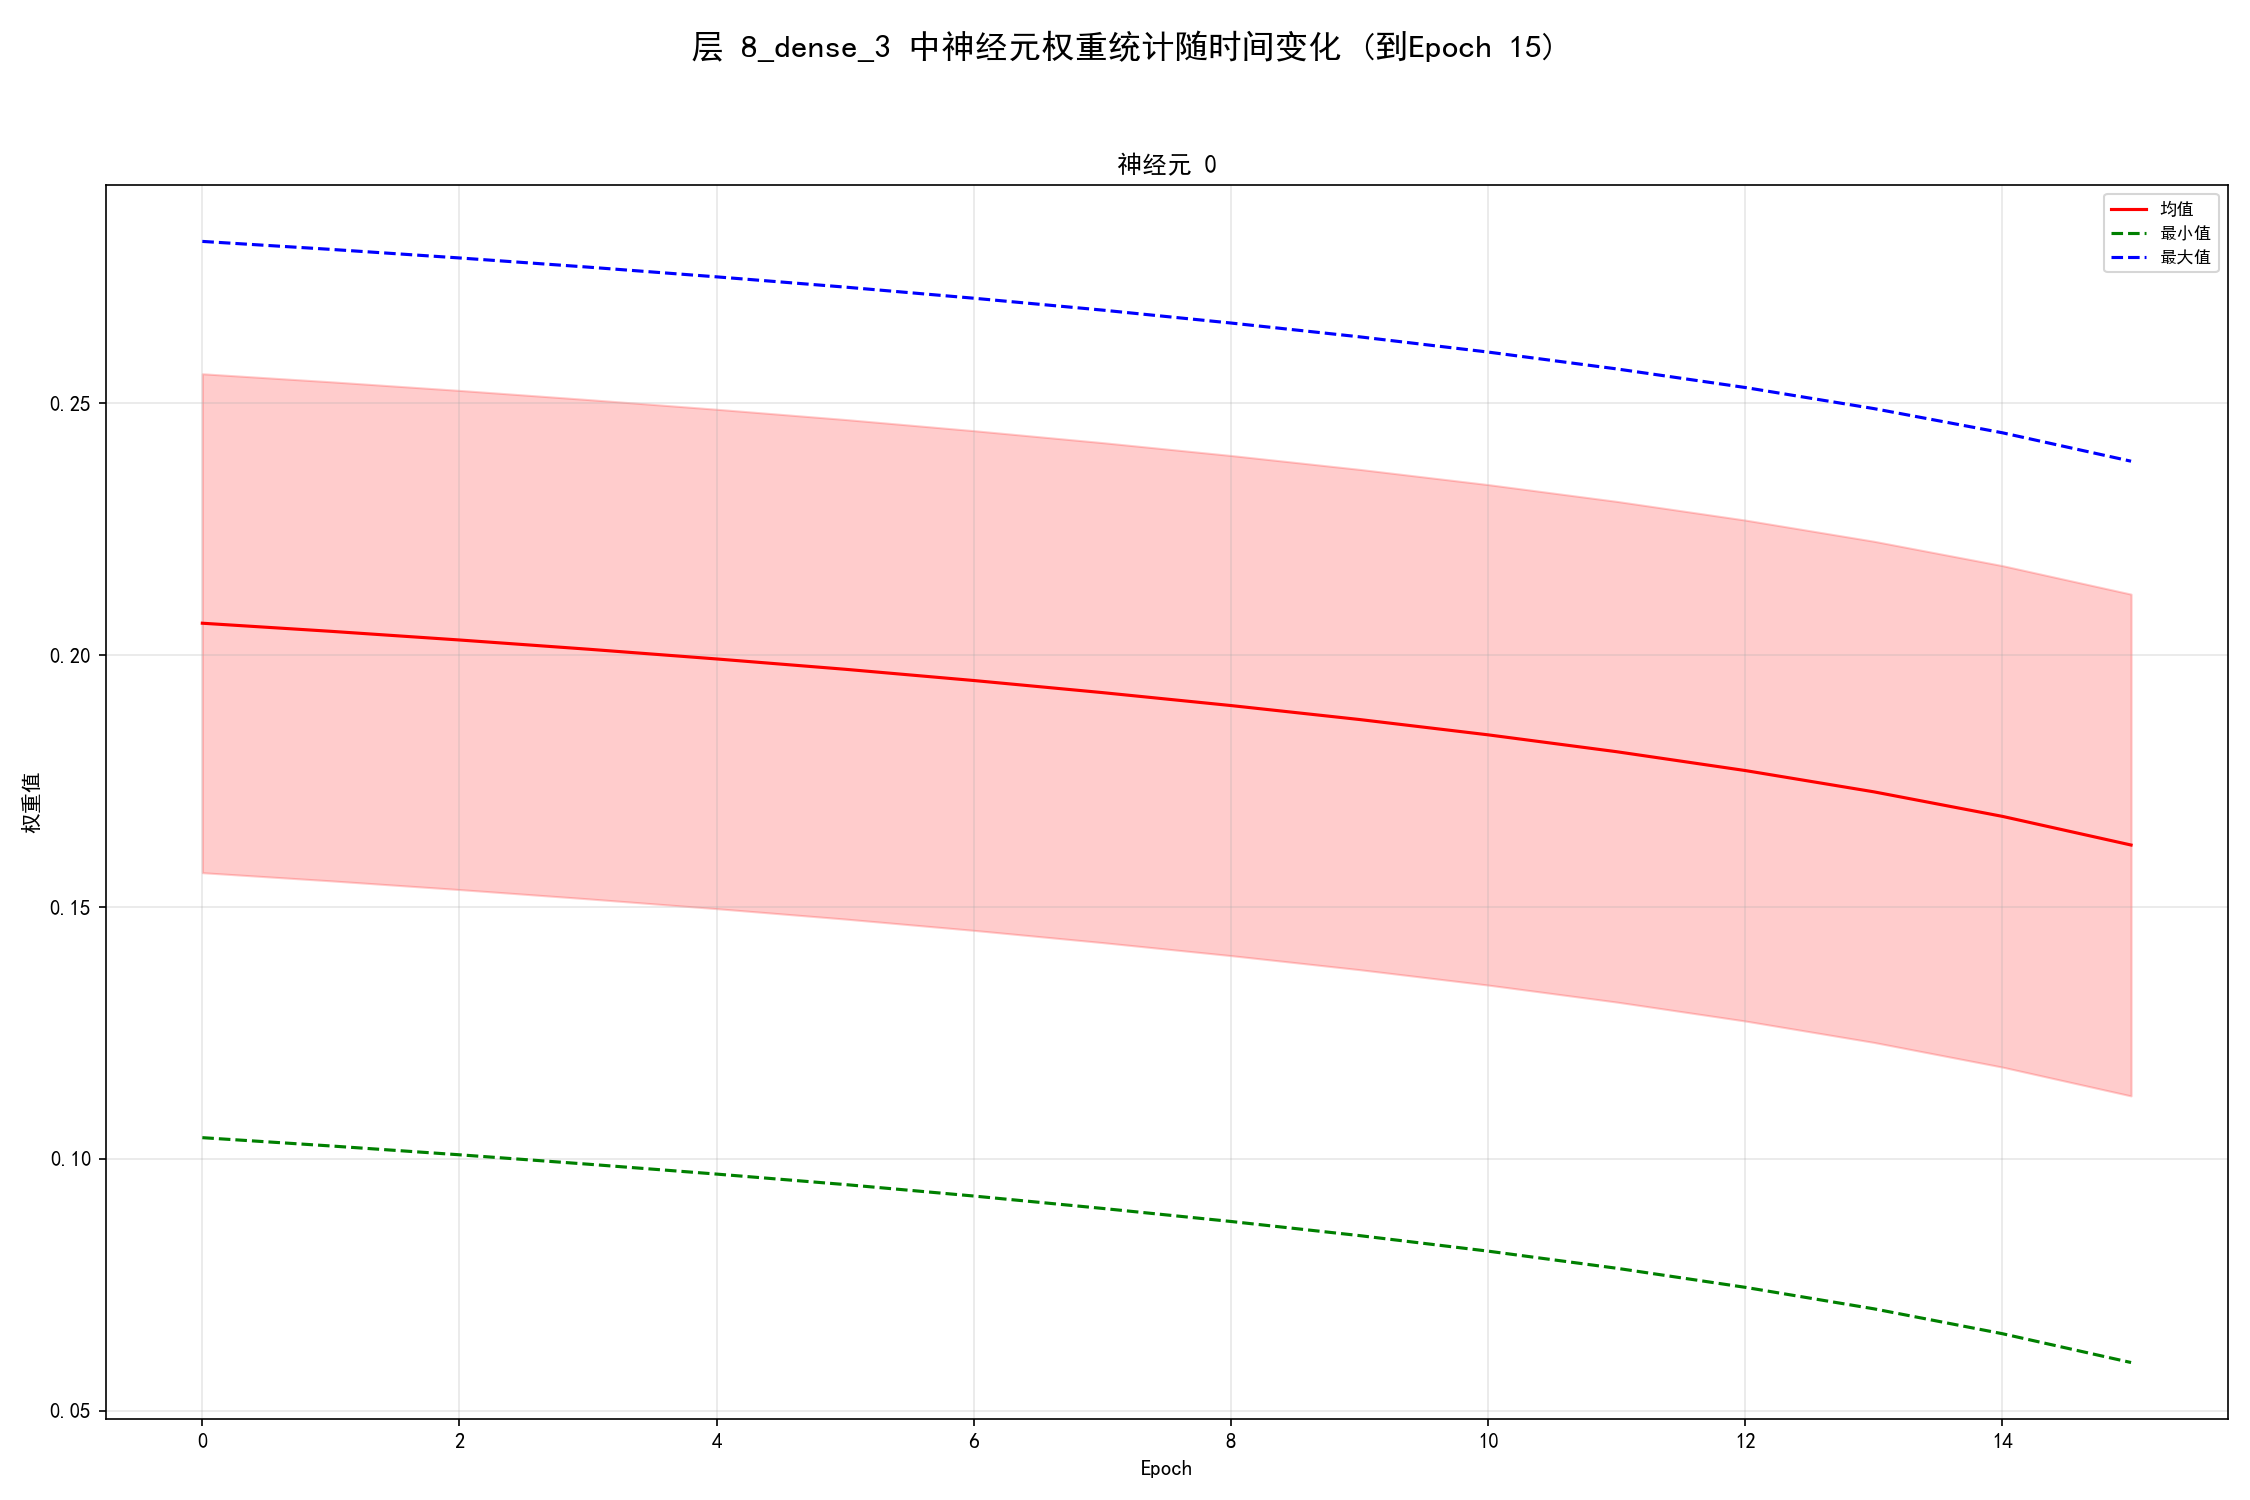 层 8_dense_3 中神经元权重统计随时间变化 (到Epoch 15)
神经元 0
均值
最小值
最大值
权重值
0.25
0.20
0.15
0.10
0.05
0 2 4 6 8 10 12 14
Epoch